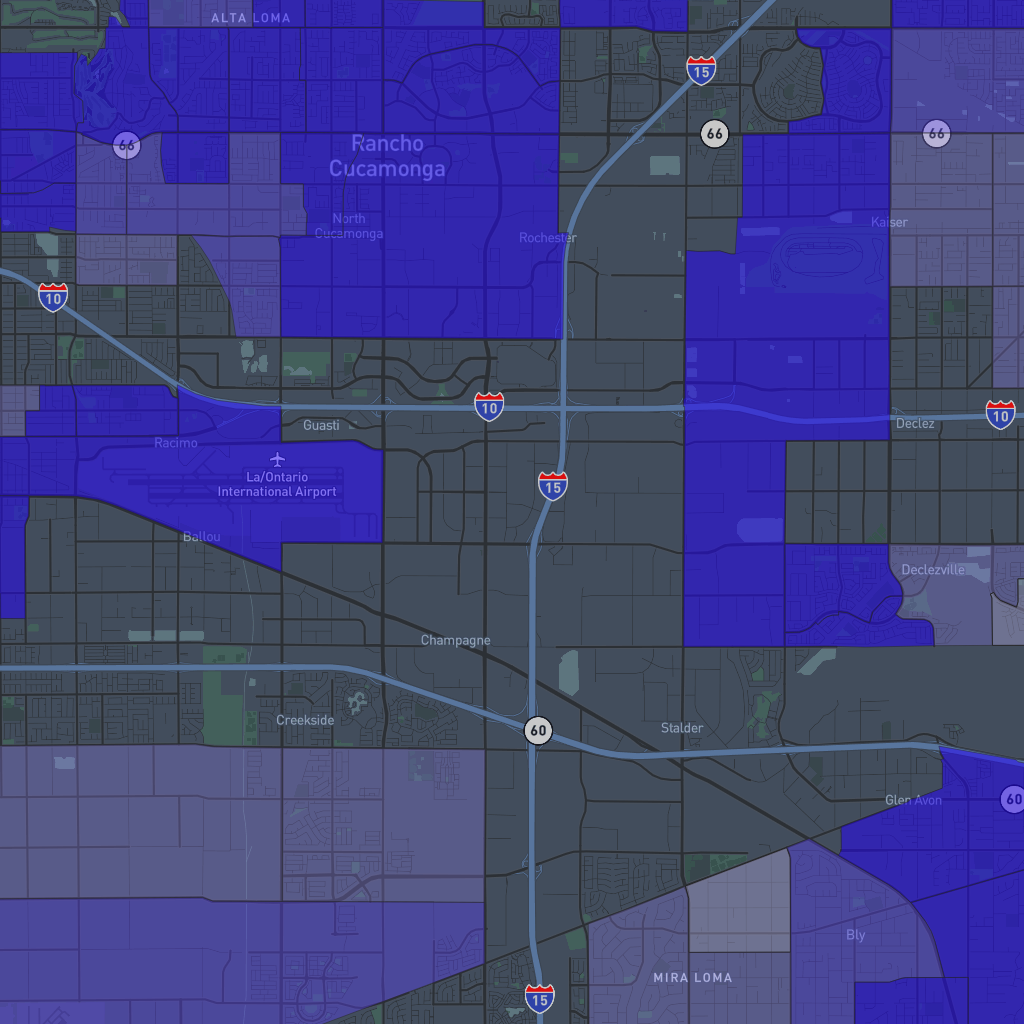 ALTA LOMA
15
66
66
66
Rancho
Cucamonga
North
Cucamonga
Rochester
Kaiser
10
10
10
Guasti
Declez
Racimo
La/Ontario
International Airport
15
Ballou
Declezville
Champagne
Creekside
60
Stalder
Glen Avon
60
Bly
MIRA LOMA
15